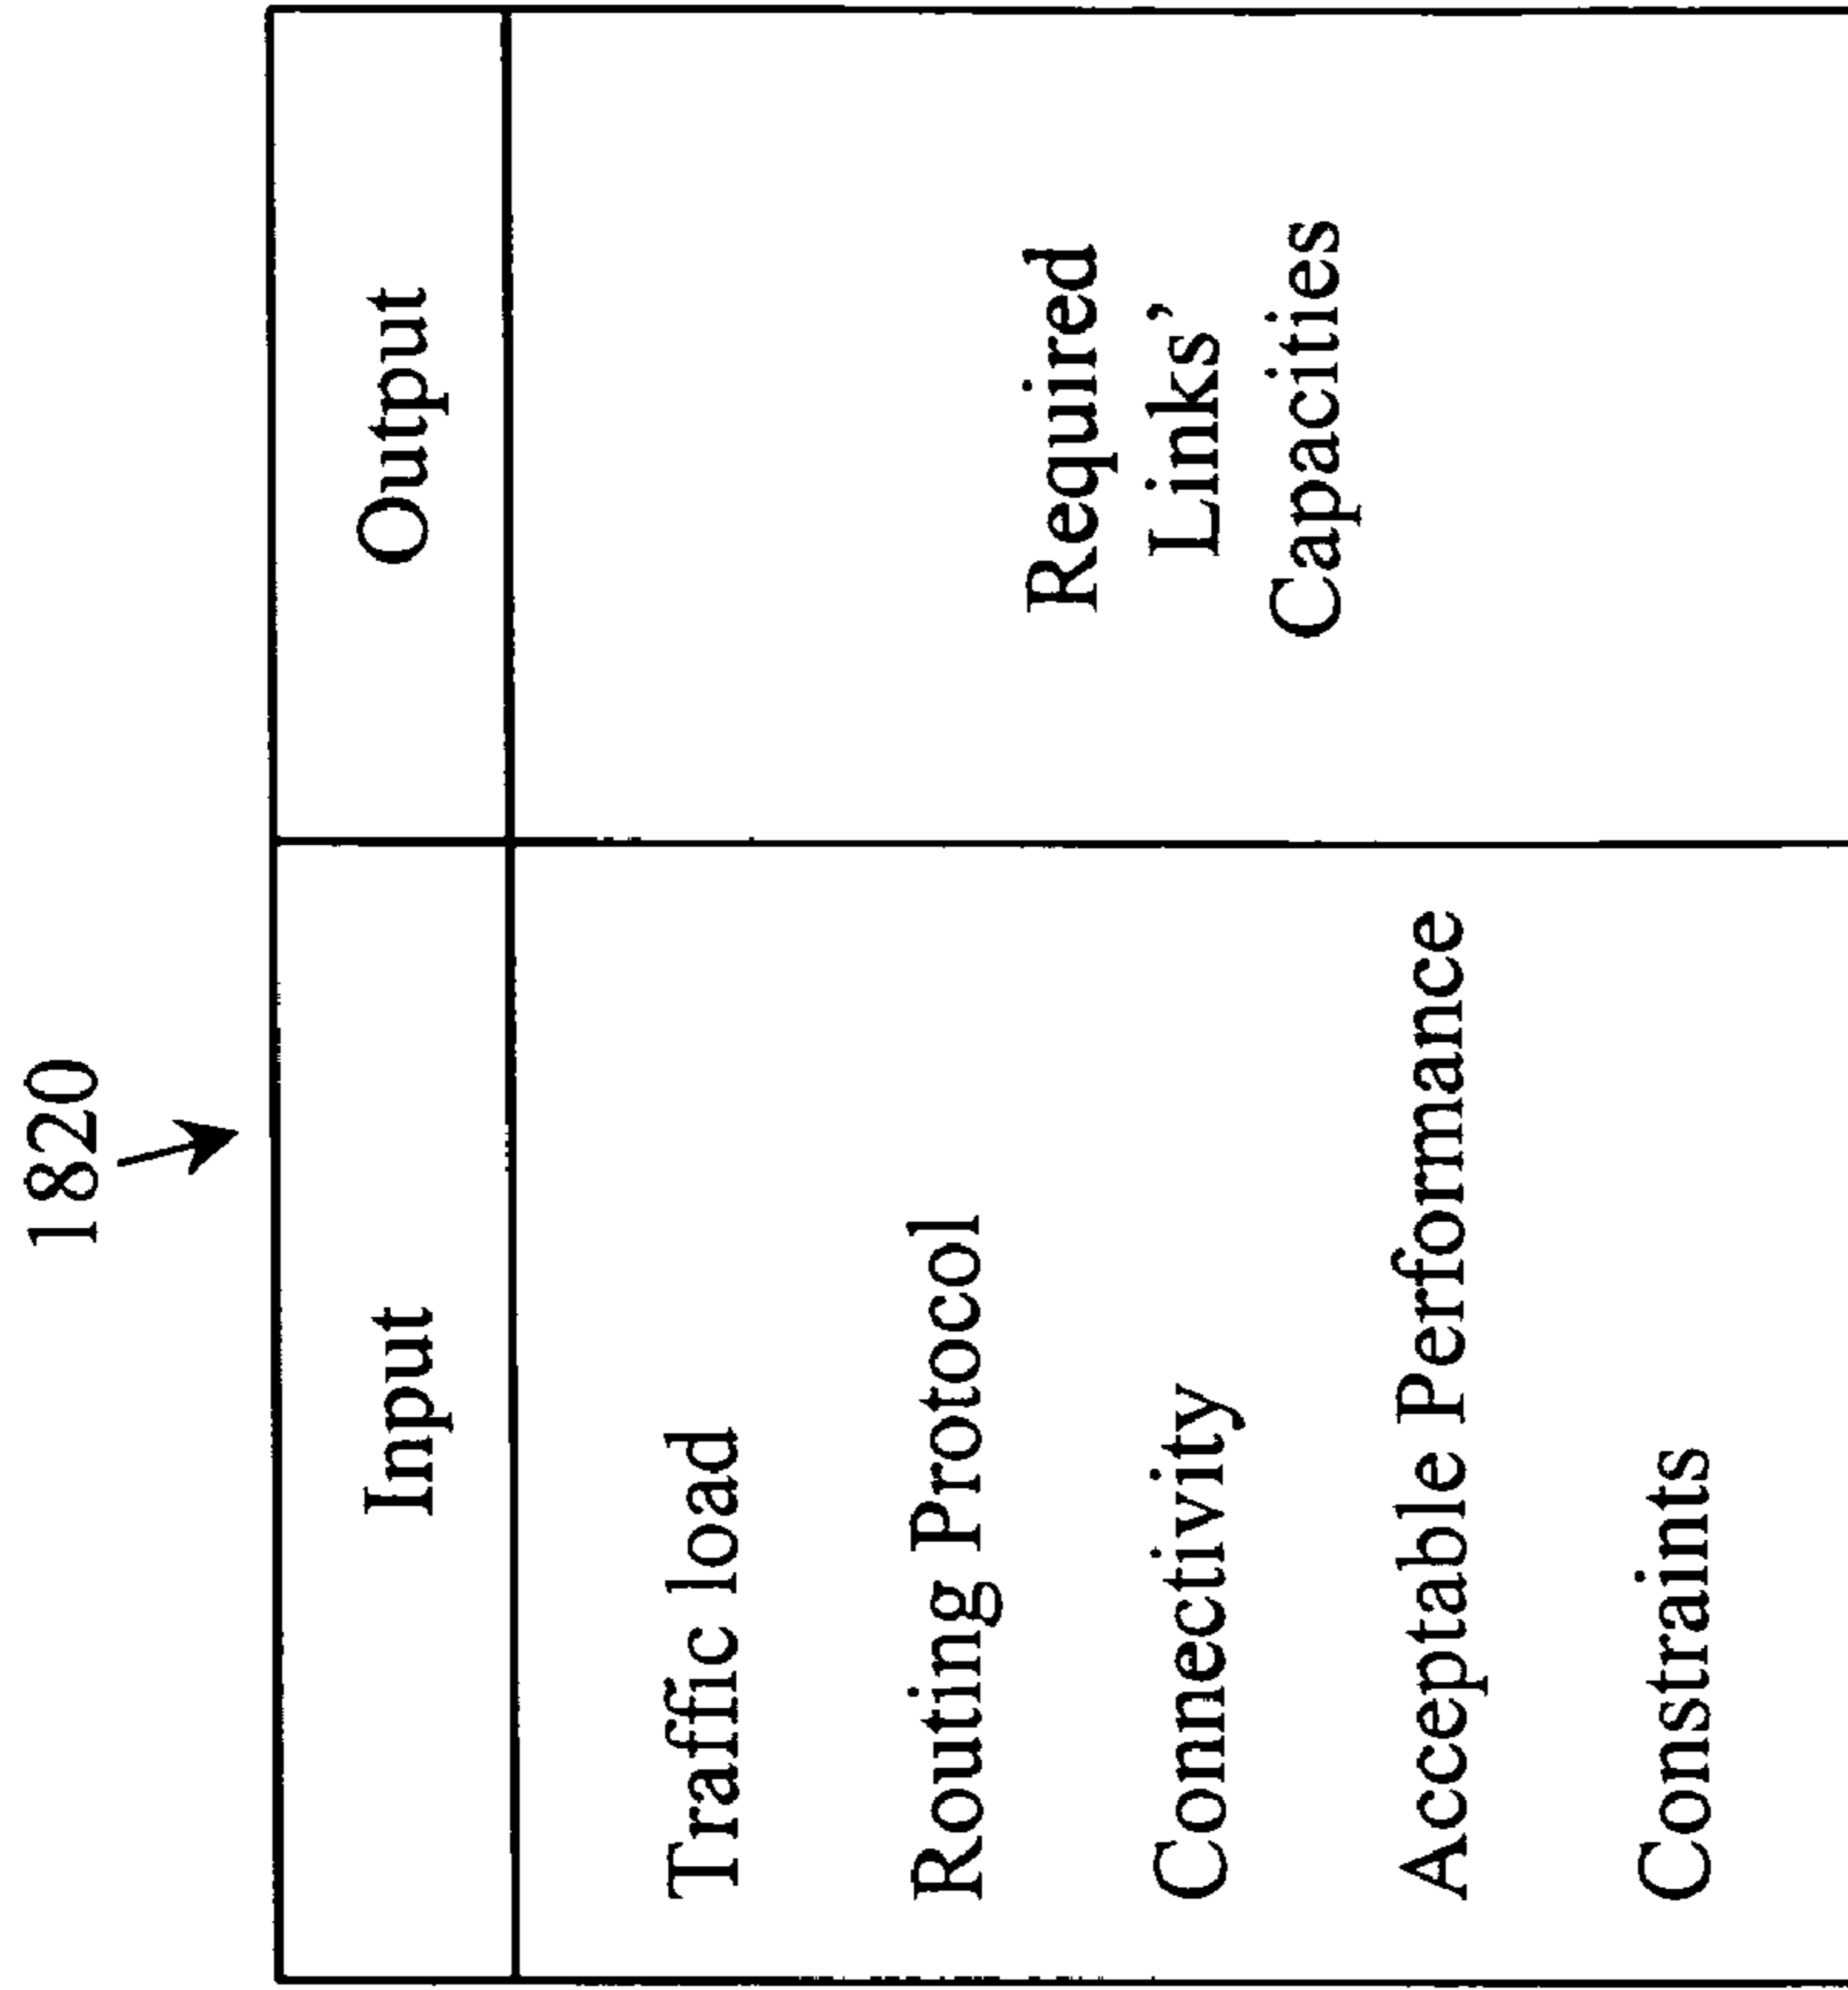 1820
Input
Output
Traffic load
Routing Protocol
Connectivity
Acceptable Performance
Constraints
Required
Links’
Capacities